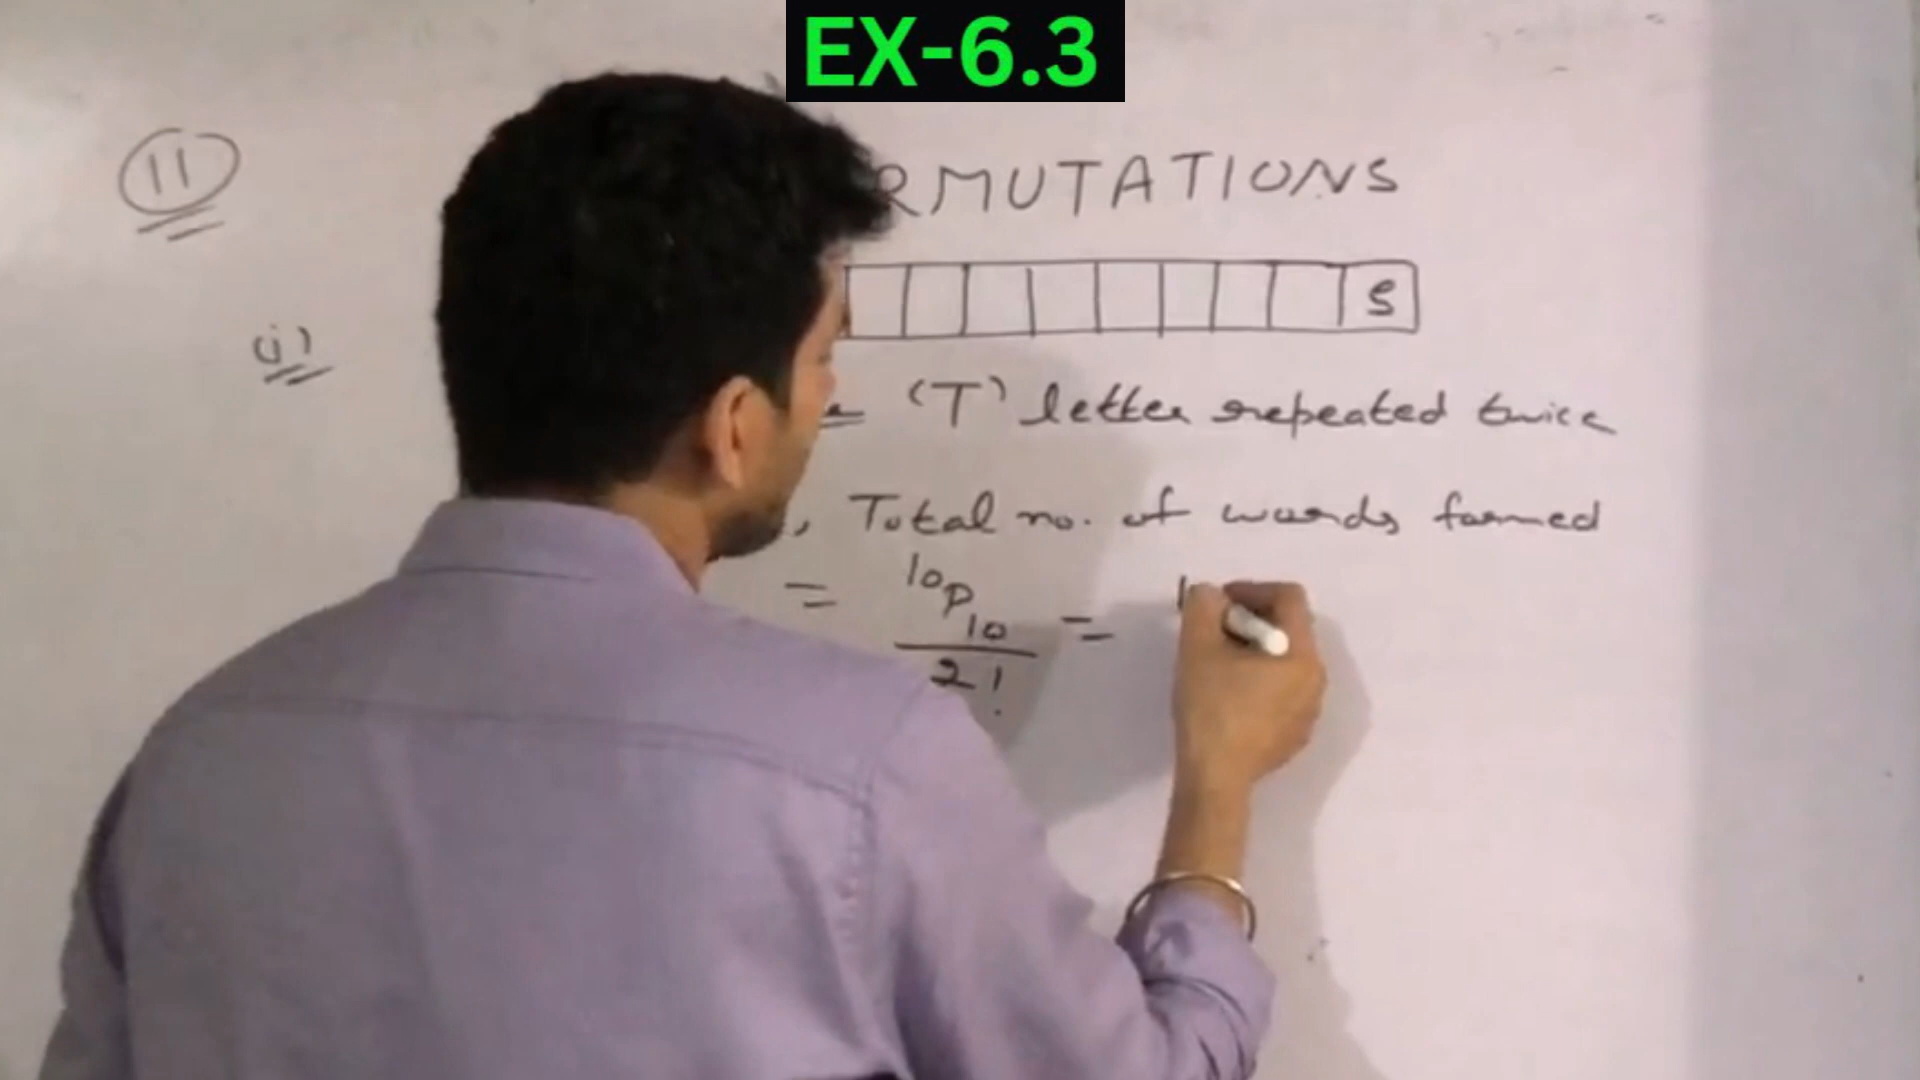 EX-6.3
11
RMUTATIONS
(i)
S
(T) letter repeated twice
, Total no. of words formed
= 10P10 / 2! =